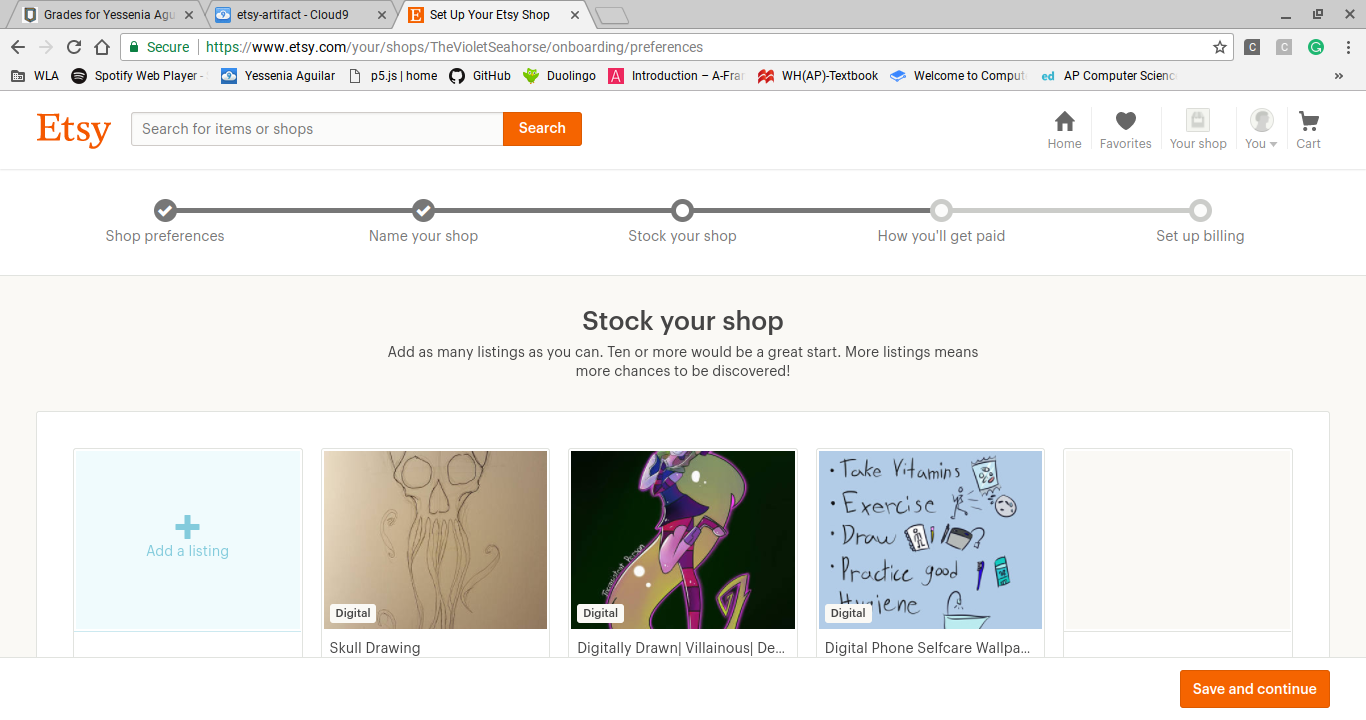 Grades for Yessenia Agu
etsy-artifact - Cloud9
Set Up Your Etsy Shop
Secure
https://www.etsy.com/your/shops/TheVioletSeahorse/onboarding/preferences
WLA
Spotify Web Player -
Yessenia Aguilar
p5.js | home
GitHub
Duolingo
Introduction – A-Fra
WH(AP)-Textbook
Welcome to Comput
ed AP Computer Scienc
Etsy
Search for items or shops
Search
Home
Favorites
Your shop
You
Cart
Shop preferences
Name your shop
Stock your shop
How you'll get paid
Set up billing
Stock your shop
Add as many listings as you can. Ten or more would be a great start. More listings means
more chances to be discovered!
Add a listing
Digital
Skull Drawing
Digital
Digitally Drawn| Villainous| De...
• Take Vitamins
• Exercise
• Draw
• Practice good
Hygiene
Digital
Digital Phone Selfcare Wallpa...
Save and continue